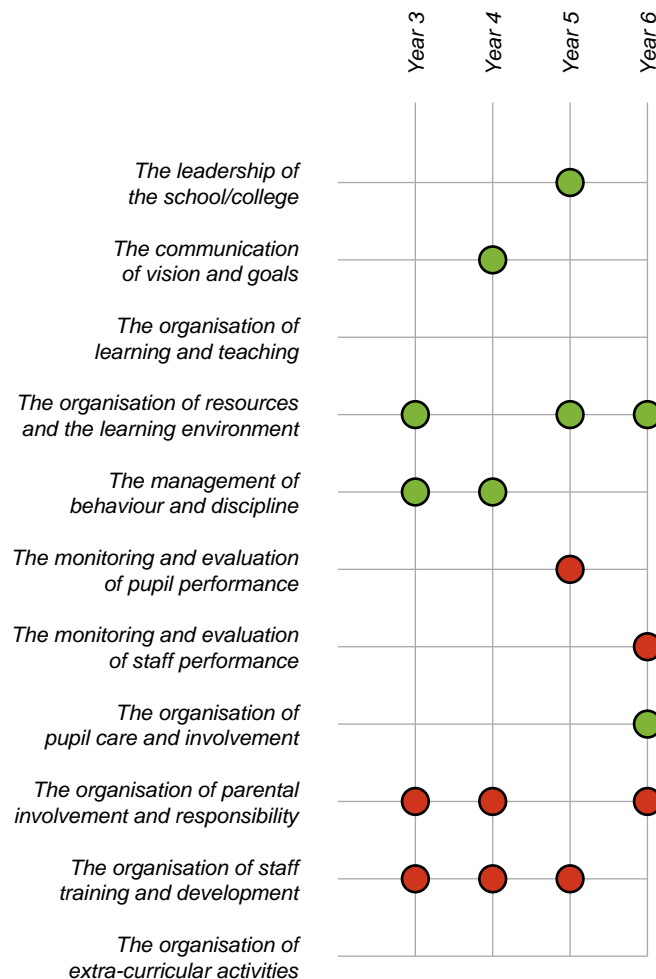 Year 3
Year 4
Year 5
Year 6
The leadership of
the school/college
The communication
of vision and goals
The organisation of
learning and teaching
The organisation of resources
and the learning environment
The management of
behaviour and discipline
The monitoring and evaluation
of pupil performance
The monitoring and evaluation
of staff performance
The organisation of
pupil care and involvement
The organisation of parental
involvement and responsibility
The organisation of staff
training and development
The organisation of
extra-curricular activities